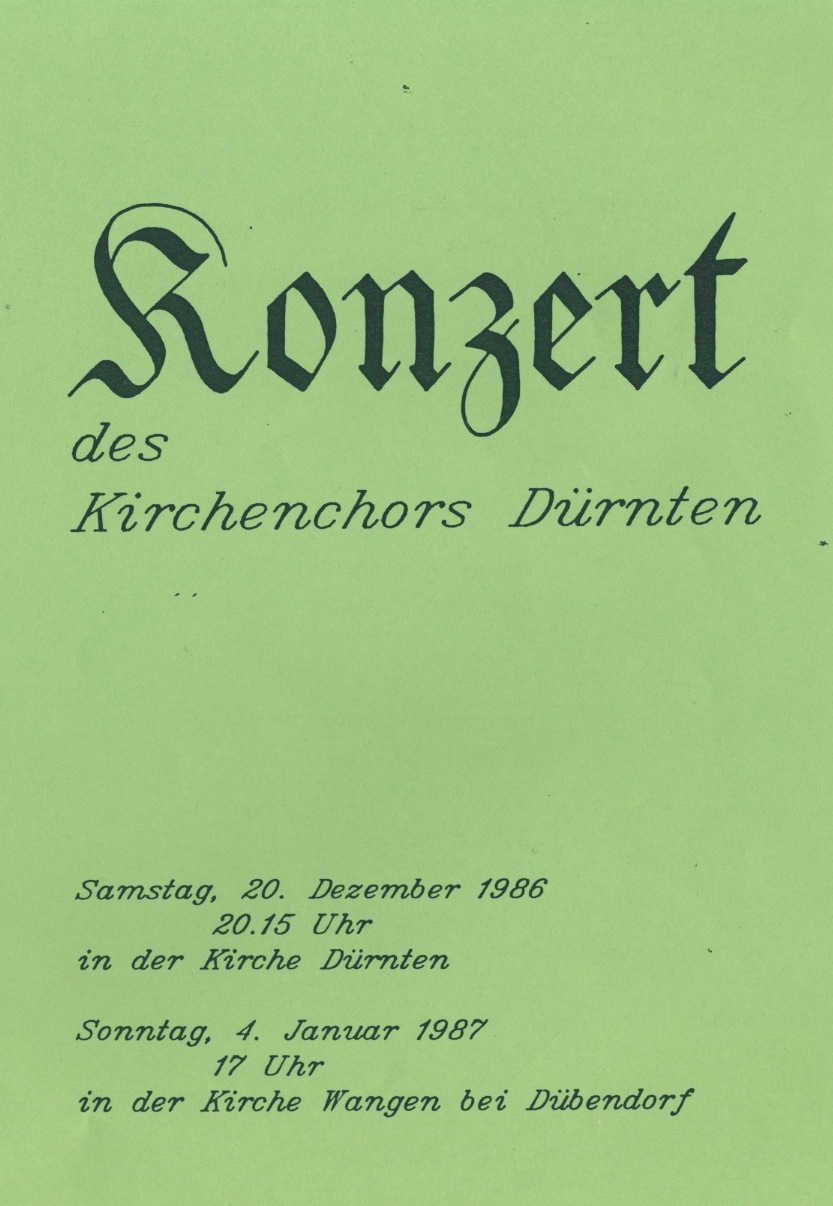 Konzert
des
Kirchenchors Dürnten
Samstag, 20. Dezember 1986
20.15 Uhr
in der Kirche Dürnten
Sonntag, 4. Januar 1987
17 Uhr
in der Kirche Wangen bei Dübendorf